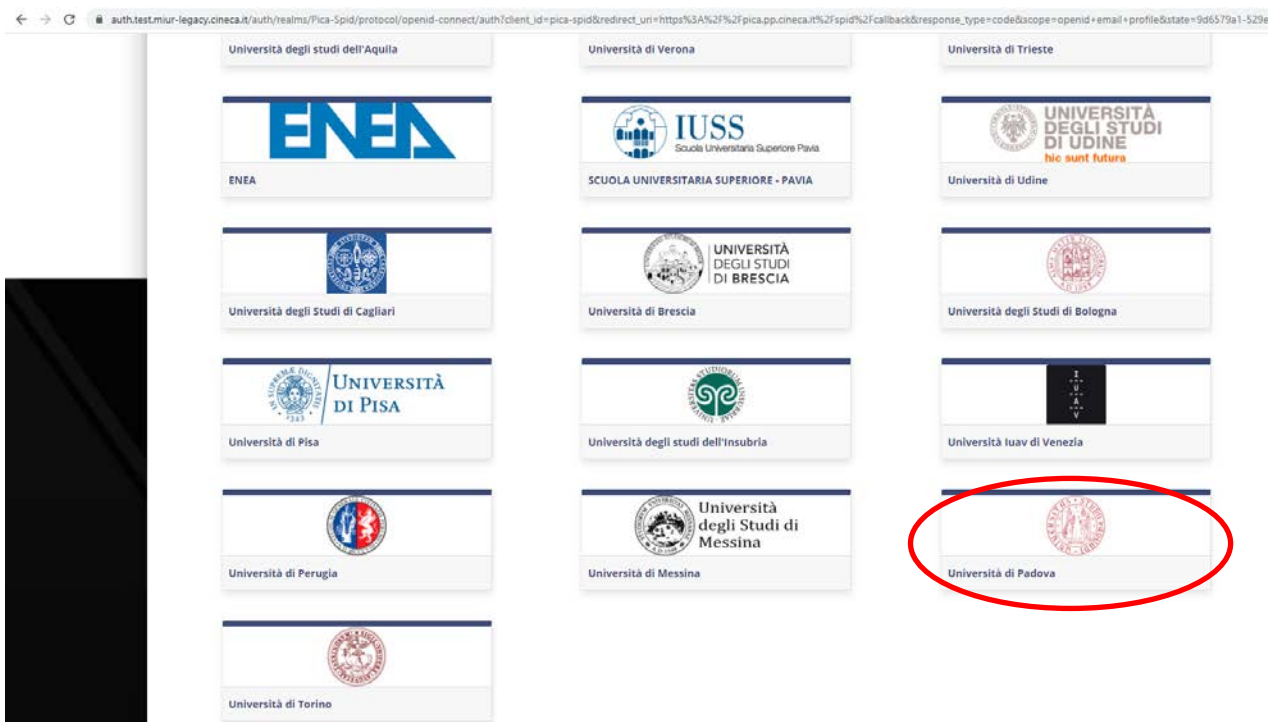 auth.test.miur-legacy.cineca.it/auth/realms/Pica-Spid/protocol/openid-connect/auth?client_id=pica-spid&redirect_uri=https%3A%2F%2Fpica.pp.cineca.it%2Fspid%2Fcallback&response_type=code&scope=openid+email+profile&state=9d6579a1-529e
Università degli studi dell'Aquila
Università di Verona
Università di Trieste
ENEA
IUSS
Scuola Universitaria Superiore Pavia
UNIVERSITÀ
DEGLI STUDI
DI UDINE
hic sunt futura
ENEA
SCUOLA UNIVERSITARIA SUPERIORE - PAVIA
Università di Udine
UNIVERSITÀ
DEGLI STUDI
DI BRESCIA
Università degli Studi di Cagliari
Università di Brescia
Università degli Studi di Bologna
UNIVERSITÀ
DI PISA
1343
I
U
A
V
Università di Pisa
Università degli studi dell'Insubria
Università Iuav di Venezia
Università
degli Studi di
Messina
Università di Perugia
Università di Messina
Università di Padova
Università di Torino